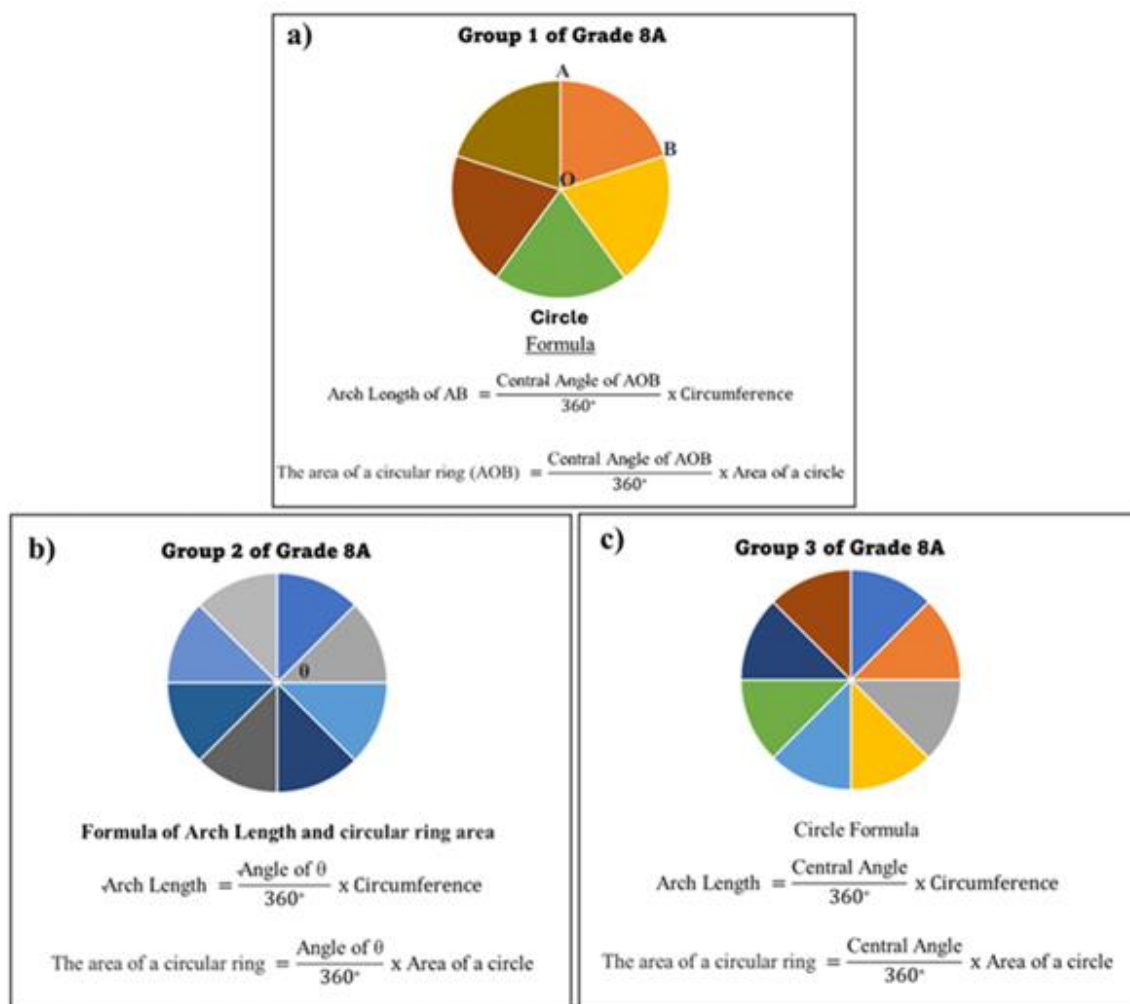 a)
Group 1 of Grade 8A
A
B
O
Circle
Formula
Arch Length of AB = Central Angle of AOB / 360° x Circumference
The area of a circular ring (AOB) = Central Angle of AOB / 360° x Area of a circle
b)
Group 2 of Grade 8A
θ
Formula of Arch Length and circular ring area
Arch Length = Angle of θ / 360° x Circumference
The area of a circular ring = Angle of θ / 360° x Area of a circle
c)
Group 3 of Grade 8A
Circle Formula
Arch Length = Central Angle / 360° x Circumference
The area of a circular ring = Central Angle / 360° x Area of a circle